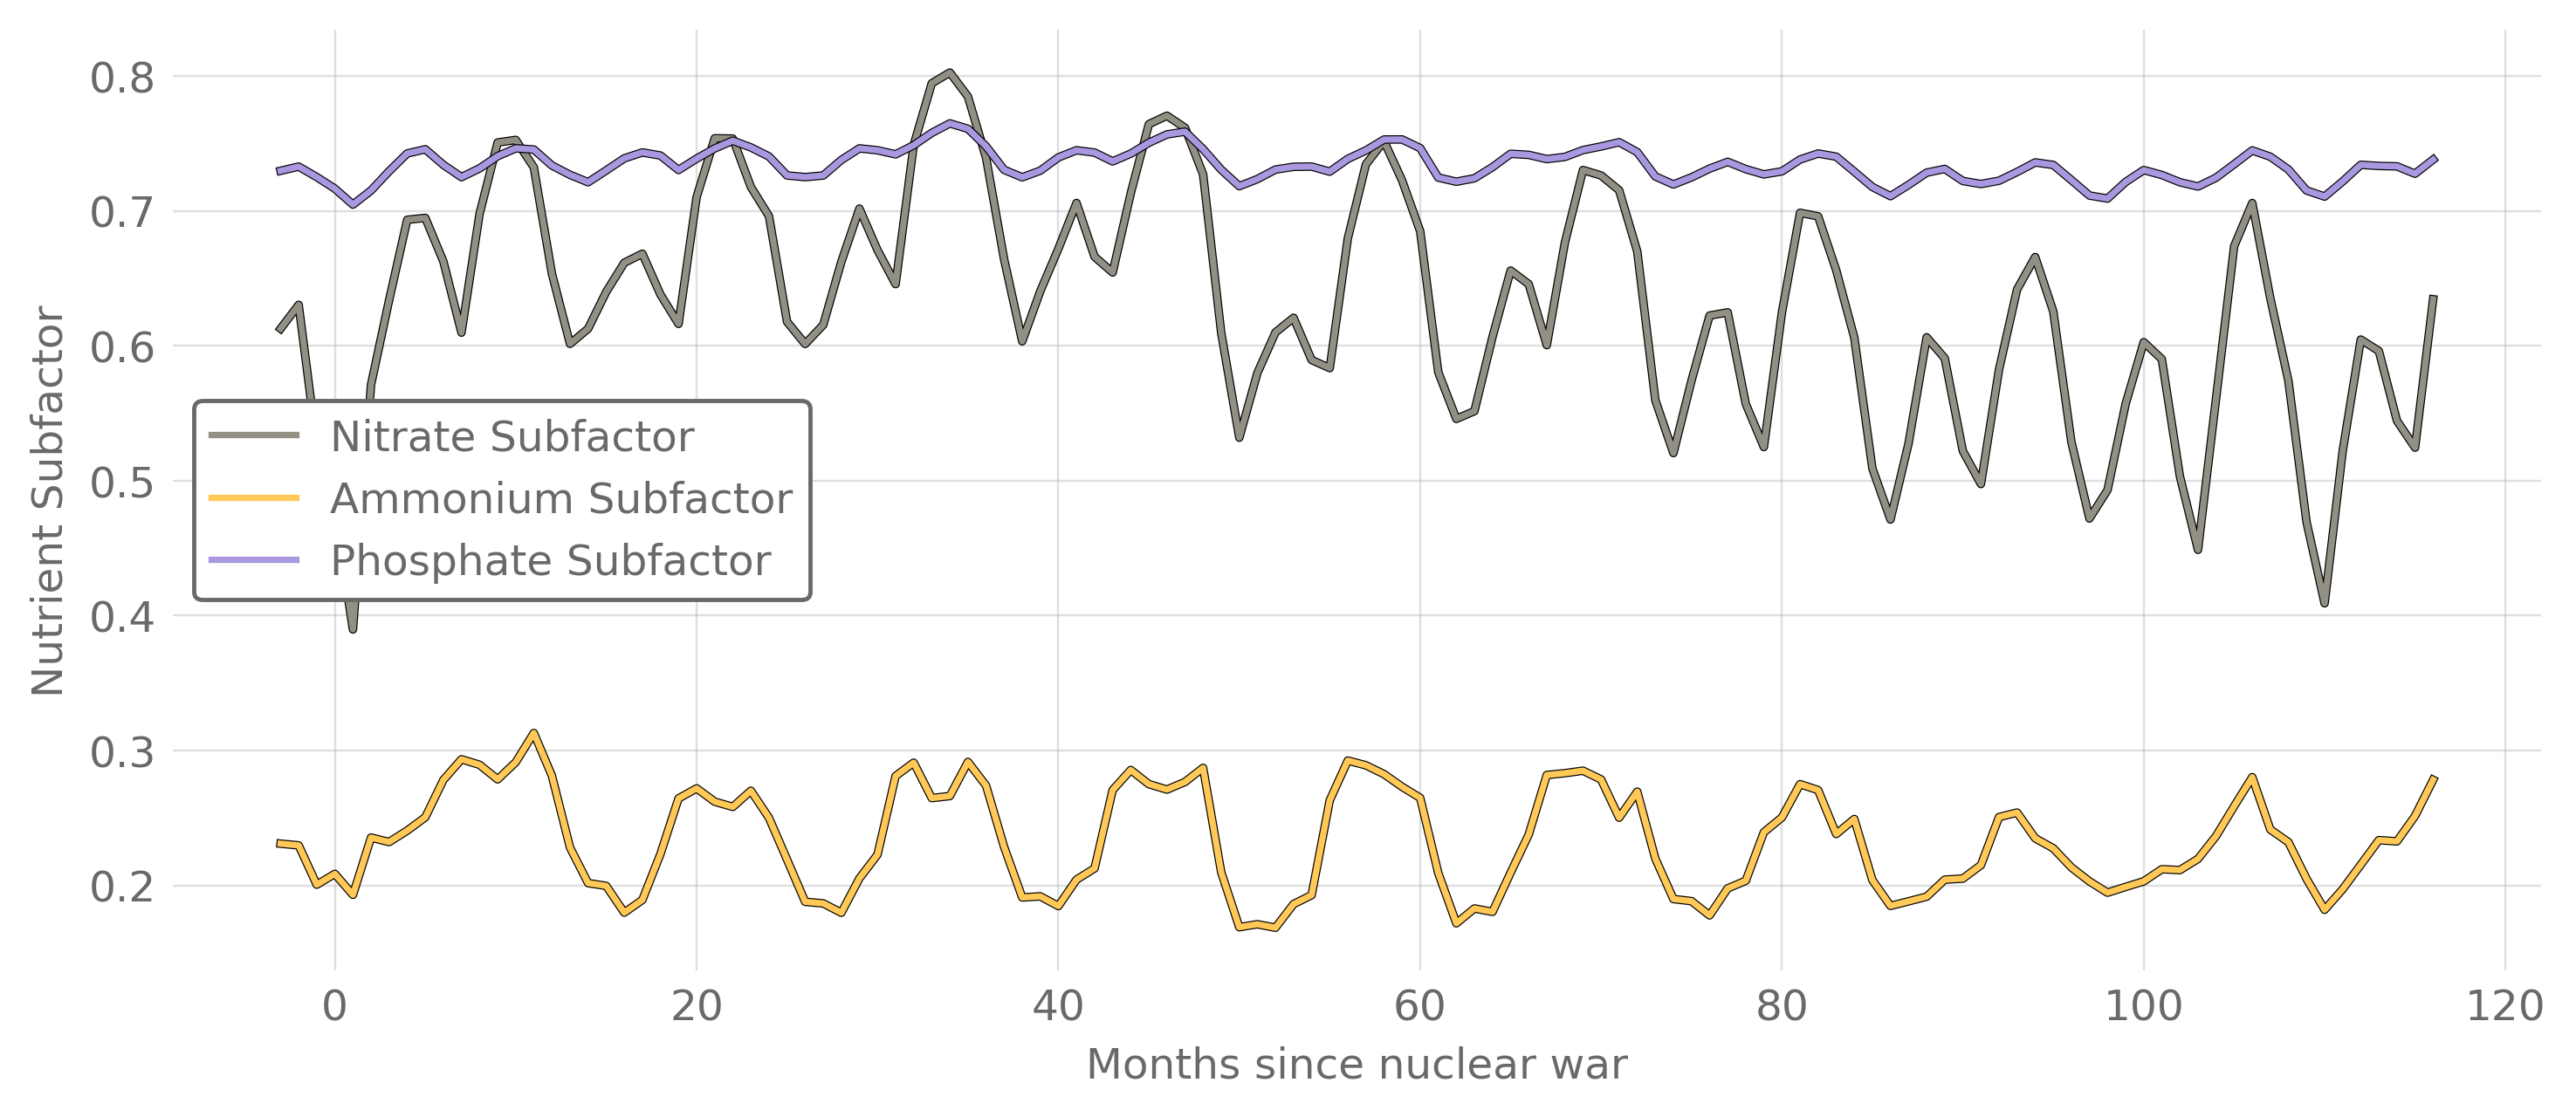 0.8
0.7
0.6
0.5
0.4
0.3
0.2
Nutrient Subfactor
Nitrate Subfactor
Ammonium Subfactor
Phosphate Subfactor
0 20 40 60 80 100 120
Months since nuclear war